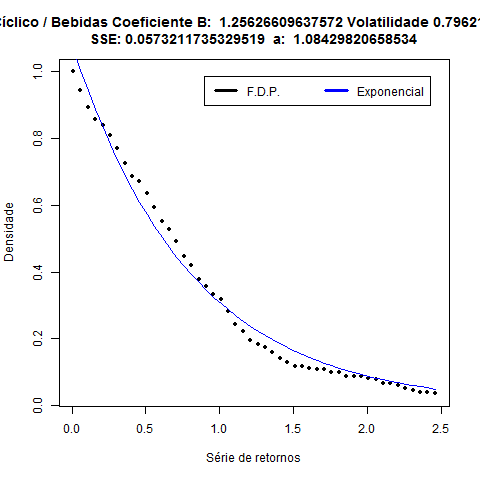 Cíclico / Bebidas Coeficiente B: 1.25626609637572 Volatilidade 0.79621
SSE: 0.0573211735329519 a: 1.08429820658534
F.D.P.
Exponencial
Densidade
1.0
0.8
0.6
0.4
0.2
0.0
0.0 0.5 1.0 1.5 2.0 2.5
Série de retornos